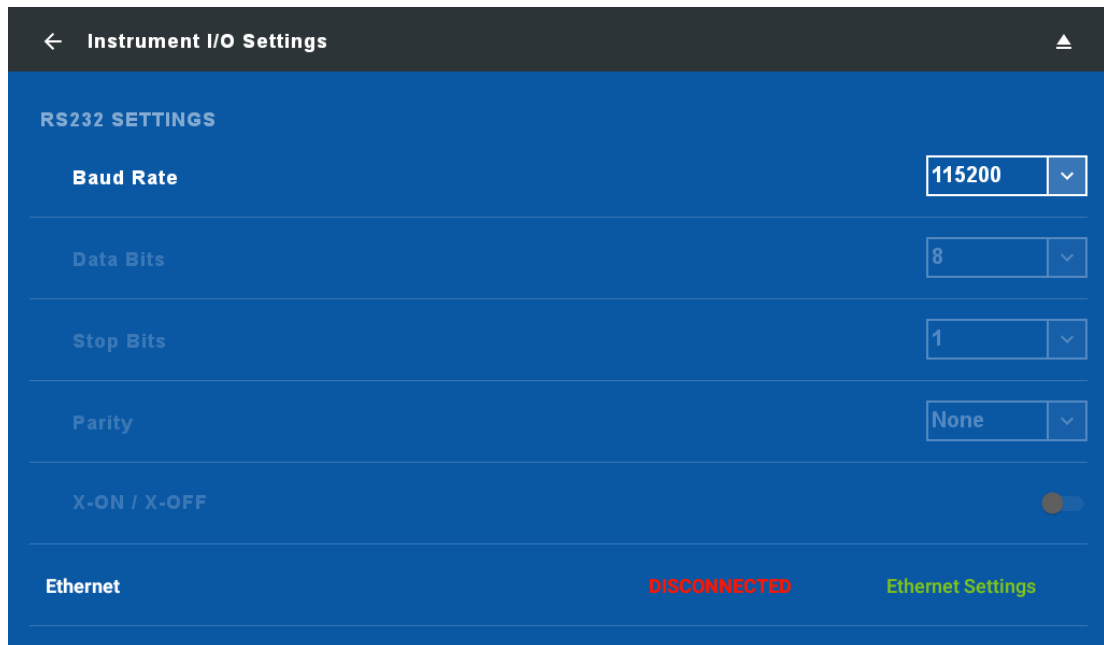 Instrument I/O Settings
RS232 SETTINGS
Baud Rate 115200
Data Bits 8
Stop Bits 1
Parity None
X-ON / X-OFF
Ethernet DISCONNECTED Ethernet Settings